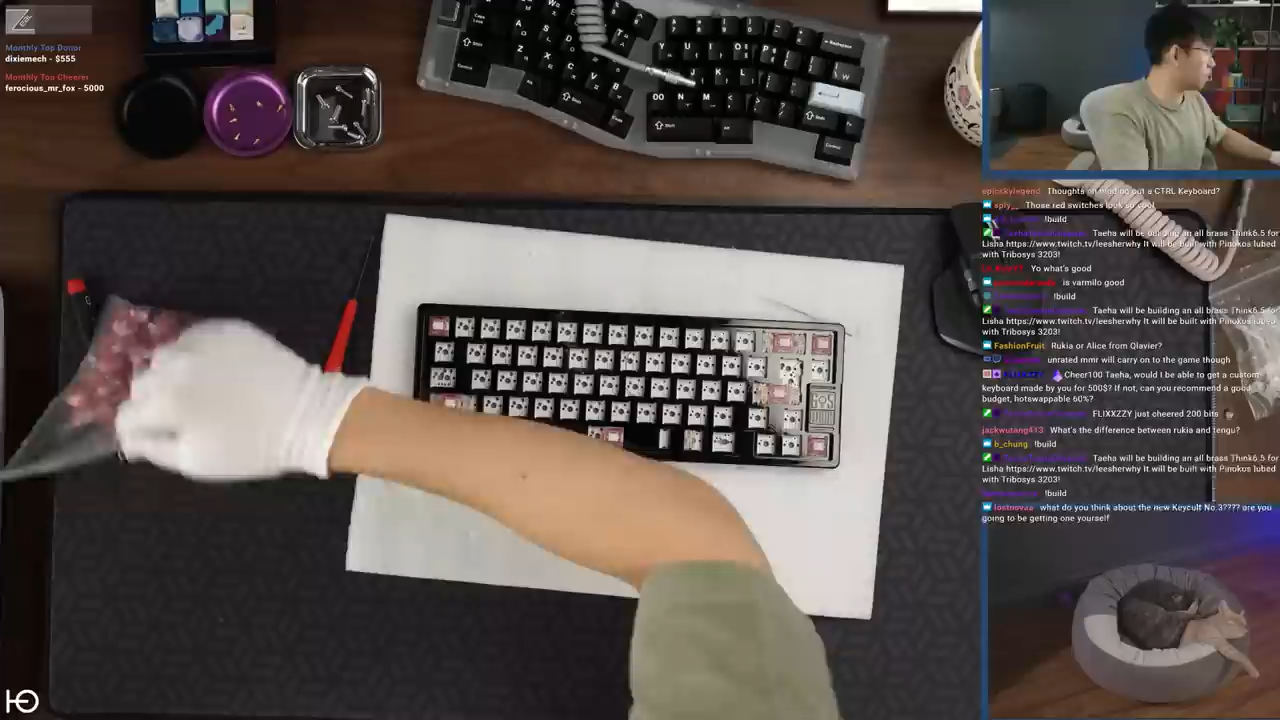 Monthly Top Donor
dixiemech - $555
Monthly Top Cheerer
ferocious_mr_fox - 5000
epicskylegend Thoughts on modding out a CTRL Keyboard?
aply__ Those red switches look so cool
!build
Taeha will be building an all brass Think6.5 for
Lisha https://www.twitch.tv/leesherwhy It will be built with Pinokos lubed
with Tribosys 3203!
Yo what's good
is varmilo good
!build
Taeha will be building an all brass Think6.5 for
Lisha https://www.twitch.tv/leesherwhy It will be built with Pinokos lubed
with Tribosys 3203!
FashionFruit Rukia or Alice from Qlavier?
unrated mmr will carry on to the game though
Cheer100 Taeha, would I be able to get a custom
keyboard made by you for 500$? If not, can you recommend a good
budget, hotswappable 60%?
FLIXXZZY just cheered 200 bits
jackwutang413 What's the difference between rukia and tengu?
b_chung !build
Taeha will be building an all brass Think6.5 for
Lisha https://www.twitch.tv/leesherwhy It will be built with Pinokos lubed
with Tribosys 3203!
!build
lostnovaa what do you think about the new Keycult No.3???? are you
going to be getting one yourself